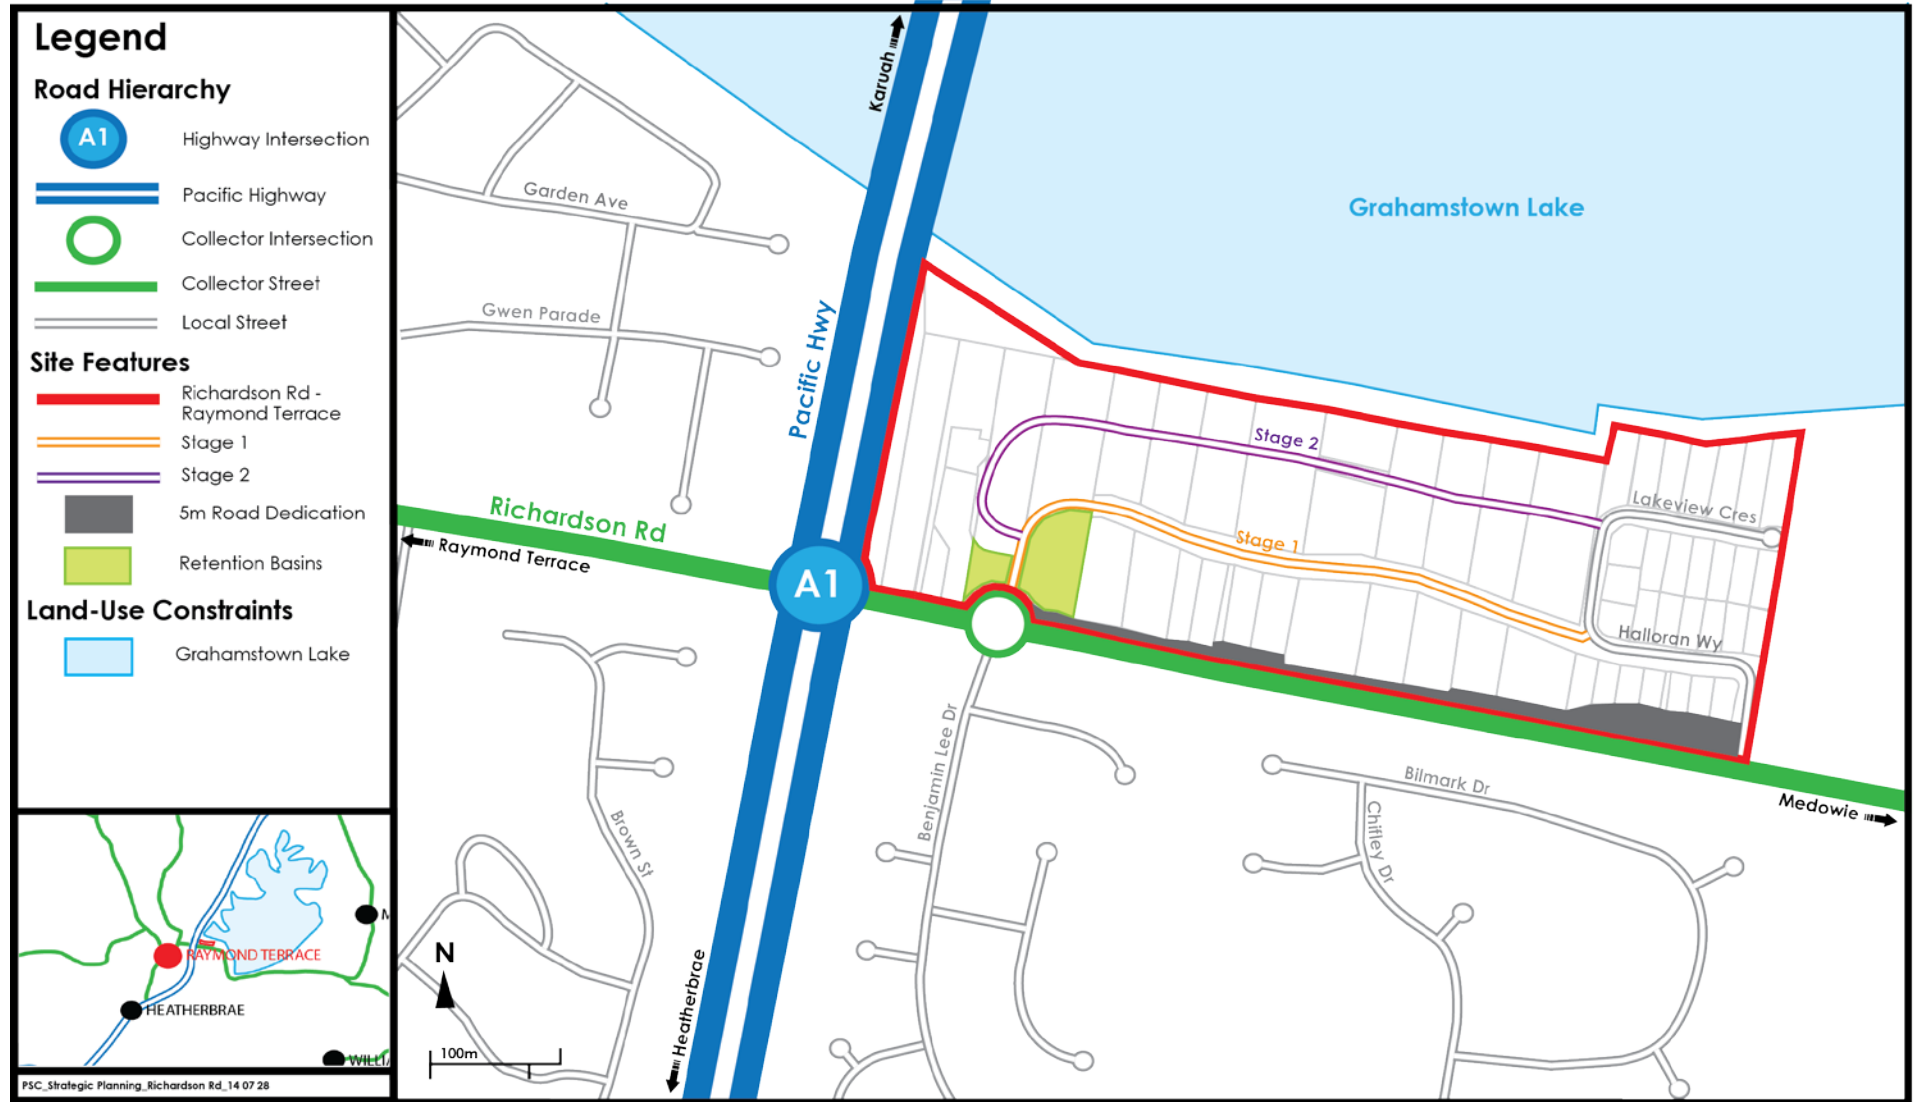 Legend
Road Hierarchy
A1
Highway Intersection
Pacific Highway
Collector Intersection
Collector Street
Local Street
Site Features
Richardson Rd -
Raymond Terrace
Stage 1
Stage 2
5m Road Dedication
Retention Basins
Land-Use Constraints
Grahamstown Lake
RAYMOND TERRACE
HEATHERBRAE
PSC_Strategic Planning_Richardson Rd_14 07 28
Karuah
Grahamstown Lake
Garden Ave
Gwen Parade
Pacific Hwy
Stage 2
Richardson Rd
Raymond Terrace
Lakeview Cres
Stage 1
A1
Halloran Wy
Benjamin Lee Dr
Bilmark Dr
Medowie
Chifley Dr
Brown St
N
Heatherbrae
100m